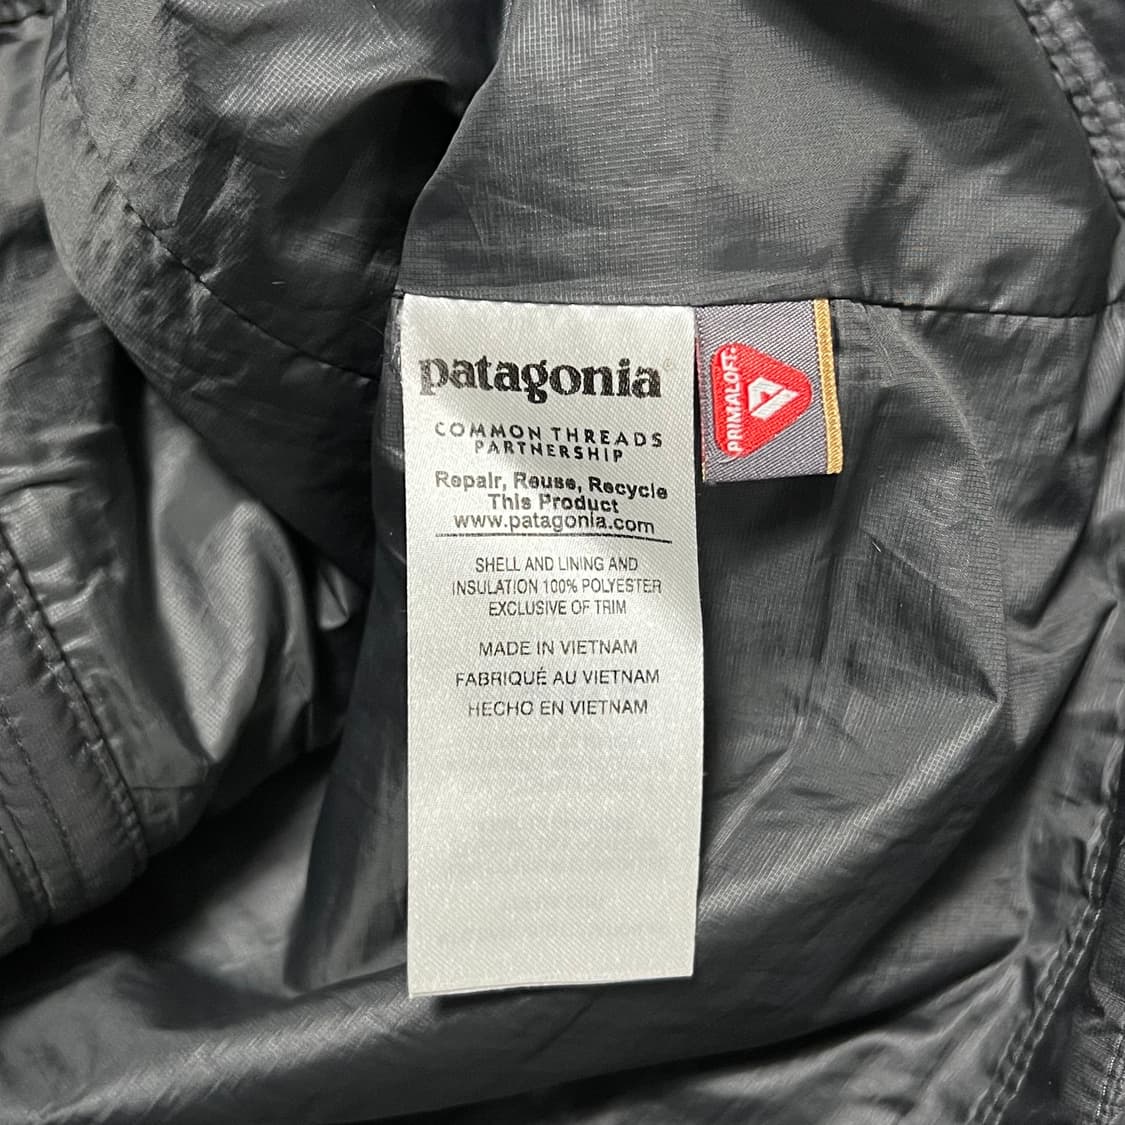 patagonia®
COMMON THREADS
PARTNERSHIP
Repair, Reuse, Recycle
This Product
www.patagonia.com
SHELL AND LINING AND
INSULATION 100% POLYESTER
EXCLUSIVE OF TRIM
MADE IN VIETNAM
FABRIQUÉ AU VIETNAM
HECHO EN VIETNAM
PRIMALOFT®